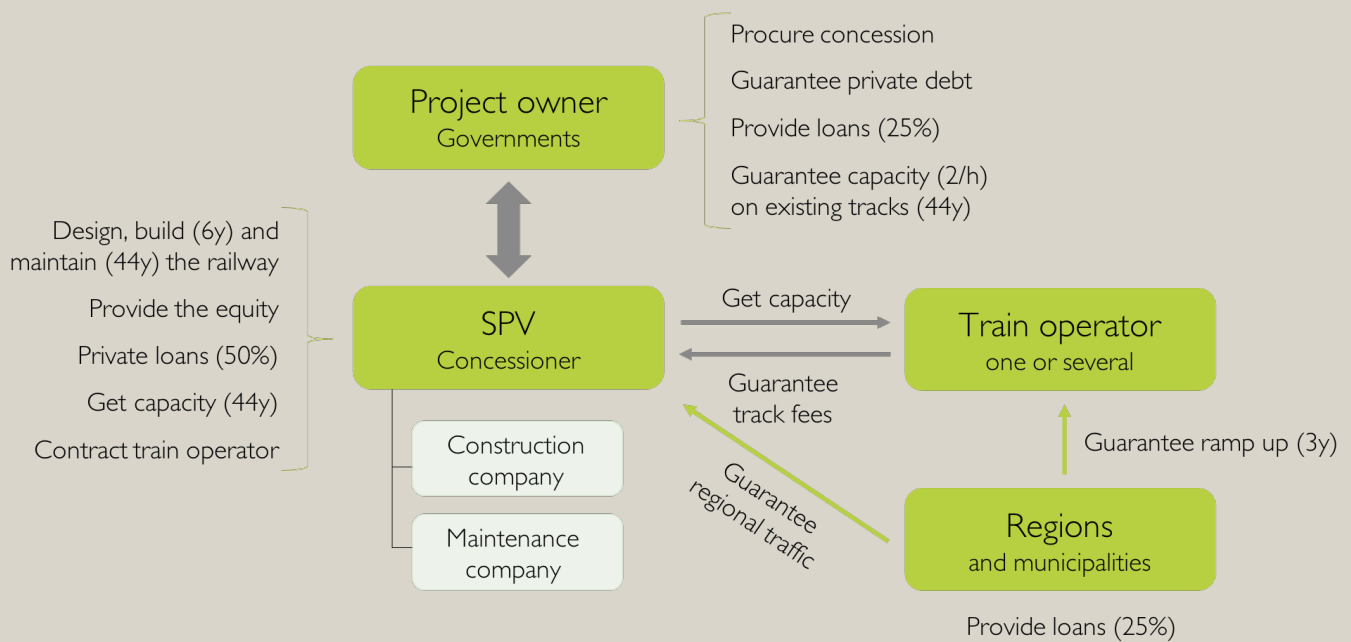 Procure concession
Guarantee private debt
Provide loans (25%)
Guarantee capacity (2/h)
on existing tracks (44y)
Project owner
Governments
Design, build (6y) and
maintain (44y) the railway
Provide the equity
Private loans (50%)
Get capacity (44y)
Contract train operator
SPV
Concessioner
Construction
company
Maintenance
company
Get capacity
Guarantee
track fees
Guarantee
regional traffic
Train operator
one or several
Guarantee ramp up (3y)
Regions
and municipalities
Provide loans (25%)